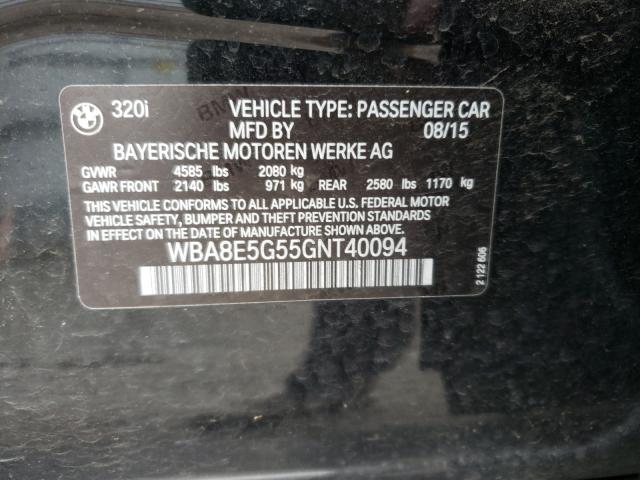 BMW
320i VEHICLE TYPE: PASSENGER CAR
MFD BY 08/15
BAYERISCHE MOTOREN WERKE AG
GVWR 4585 lbs 2080 kg
GAWR FRONT 2140 lbs 971 kg REAR 2580 lbs 1170 kg
THIS VEHICLE CONFORMS TO ALL APPLICABLE U.S. FEDERAL MOTOR
VEHICLE SAFETY, BUMPER AND THEFT PREVENTION STANDARDS
IN EFFECT ON THE DATE OF MANUFACTURE SHOWN ABOVE.
WBA8E5G55GNT40094
2 122 606